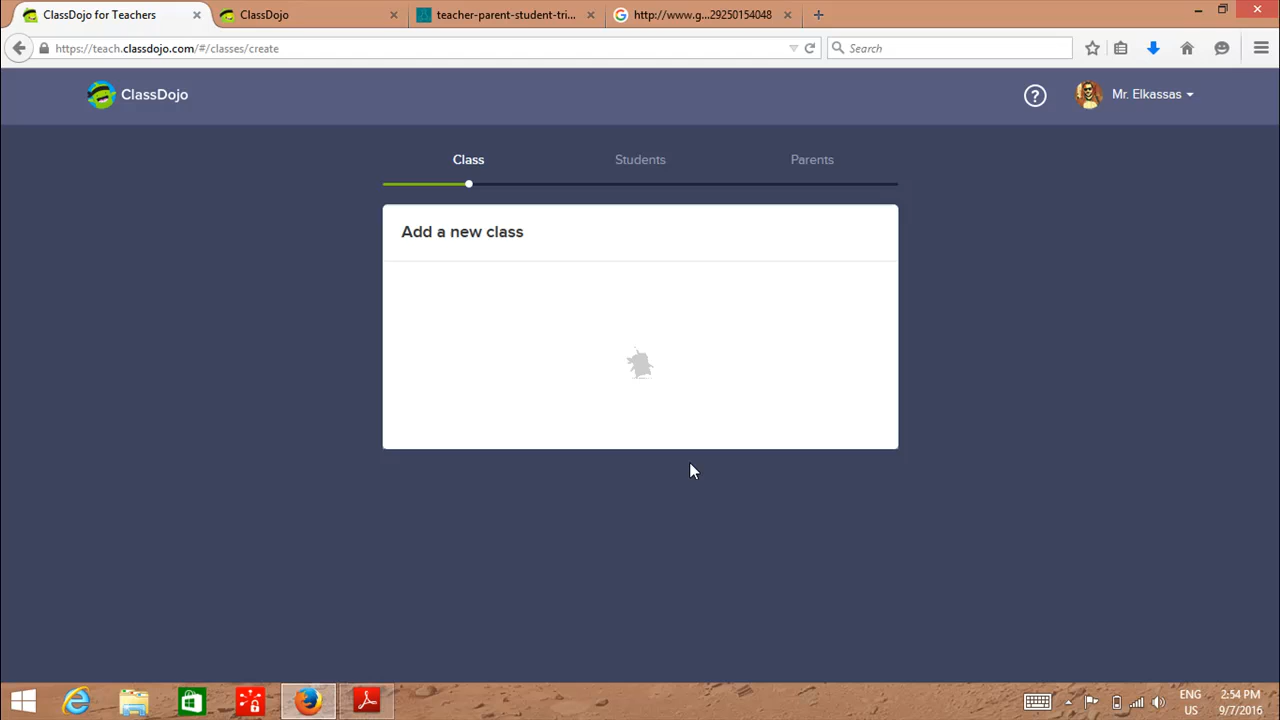 ClassDojo for Teachers
ClassDojo
teacher-parent-student-tri...
http://www.g...29250154048
https://teach.classdojo.com/#/classes/create
Search
ClassDojo
?
Mr. Elkassas
Class
Students
Parents
Add a new class
ENG
US
2:54 PM
9/7/2016